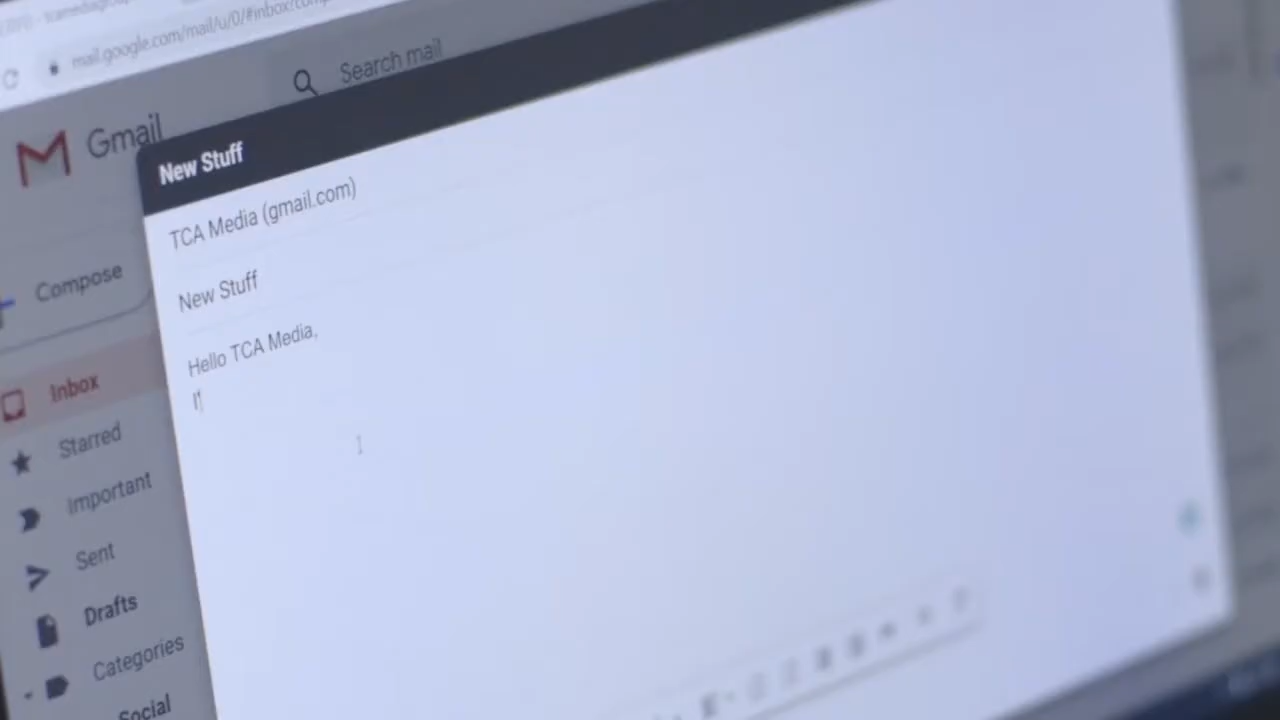 mail.google.com/mail/u/0/#inbox?comp
Search mail
Gmail
New Stuff
TCA Media (gmail.com)
New Stuff
Hello TCA Media,
I'
Compose
Inbox
Starred
Important
Sent
Drafts
Categories
Social